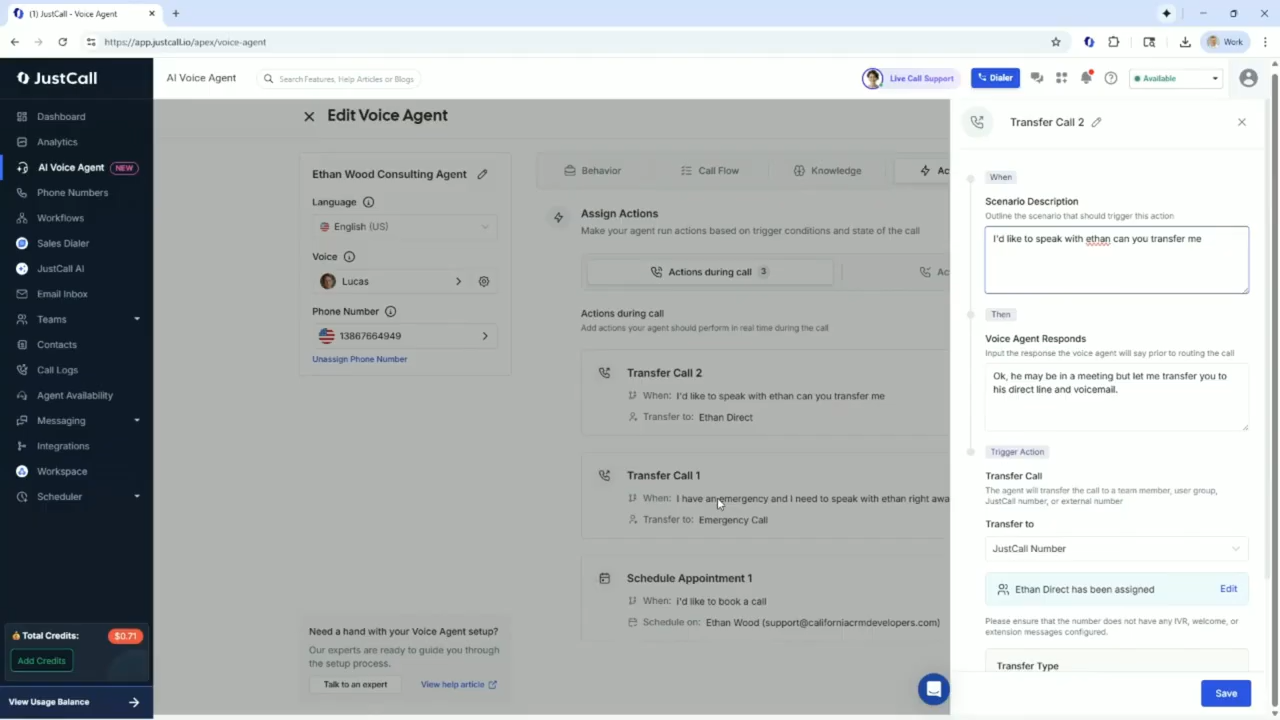 (1) JustCall - Voice Agent
https://app.justcall.io/apex/voice-agent
Work
JustCall
AI Voice Agent
Search Features, Help Articles or Blogs
Live Call Support
Dialer
Available
Dashboard
Analytics
AI Voice Agent NEW
Phone Numbers
Workflows
Sales Dialer
JustCall AI
Email Inbox
Teams
Contacts
Call Logs
Agent Availability
Messaging
Integrations
Workspace
Scheduler
Total Credits: $0.71
Add Credits
View Usage Balance
Edit Voice Agent
Ethan Wood Consulting Agent
Language
English (US)
Voice
Lucas
Phone Number
13867664949
Unassign Phone Number
Need a hand with your Voice Agent setup?
Our experts are ready to guide you through
the setup process.
Talk to an expert
View help article
Behavior
Call Flow
Knowledge
Ac
Assign Actions
Make your agent run actions based on trigger conditions and state of the call
Actions during call 3
Ac
Actions during call
Add actions your agent should perform in real time during the call
Transfer Call 2
When: I'd like to speak with ethan can you transfer me
Transfer to: Ethan Direct
Transfer Call 1
When: I have an emergency and I need to speak with ethan right awa
Transfer to: Emergency Call
Schedule Appointment 1
When: i'd like to book a call
Schedule on: Ethan Wood (support@californiacrmdevelopers.com)
Transfer Call 2
When
Scenario Description
Outline the scenario that should trigger this action
I'd like to speak with ethan can you transfer me
Then
Voice Agent Responds
Input the response the voice agent will say prior to routing the call
Ok, he may be in a meeting but let me transfer you to
his direct line and voicemail.
Trigger Action
Transfer Call
The agent will transfer the call to a team member, user group,
JustCall number, or external number
Transfer to
JustCall Number
Ethan Direct has been assigned
Edit
Please ensure that the number does not have any IVR, welcome, or
extension messages configured.
Transfer Type
Save